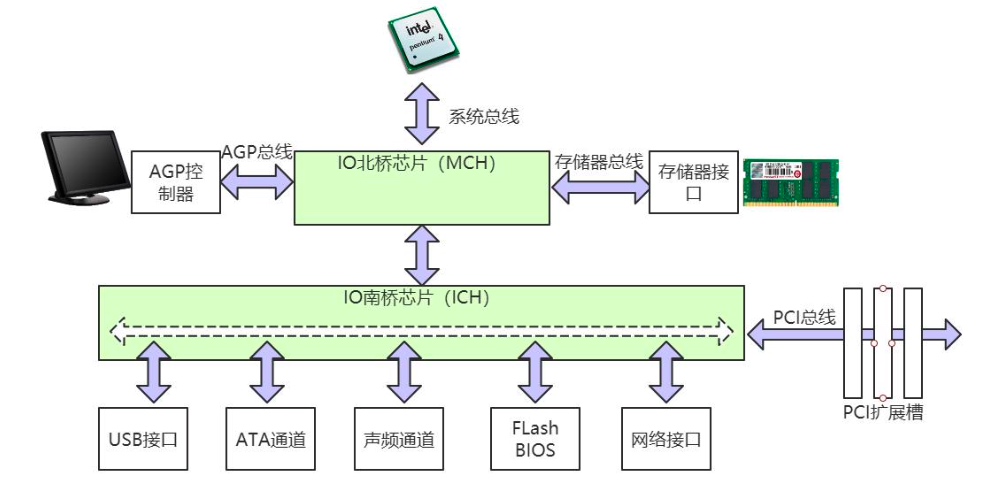 intel
pentium 4
系统总线
IO北桥芯片（MCH）
AGP总线
AGP控
制器
存储器总线
存储器接
口
IO南桥芯片（ICH）
PCI总线
PCI扩展槽
USB接口
ATA通道
声频通道
FLash
BIOS
网络接口